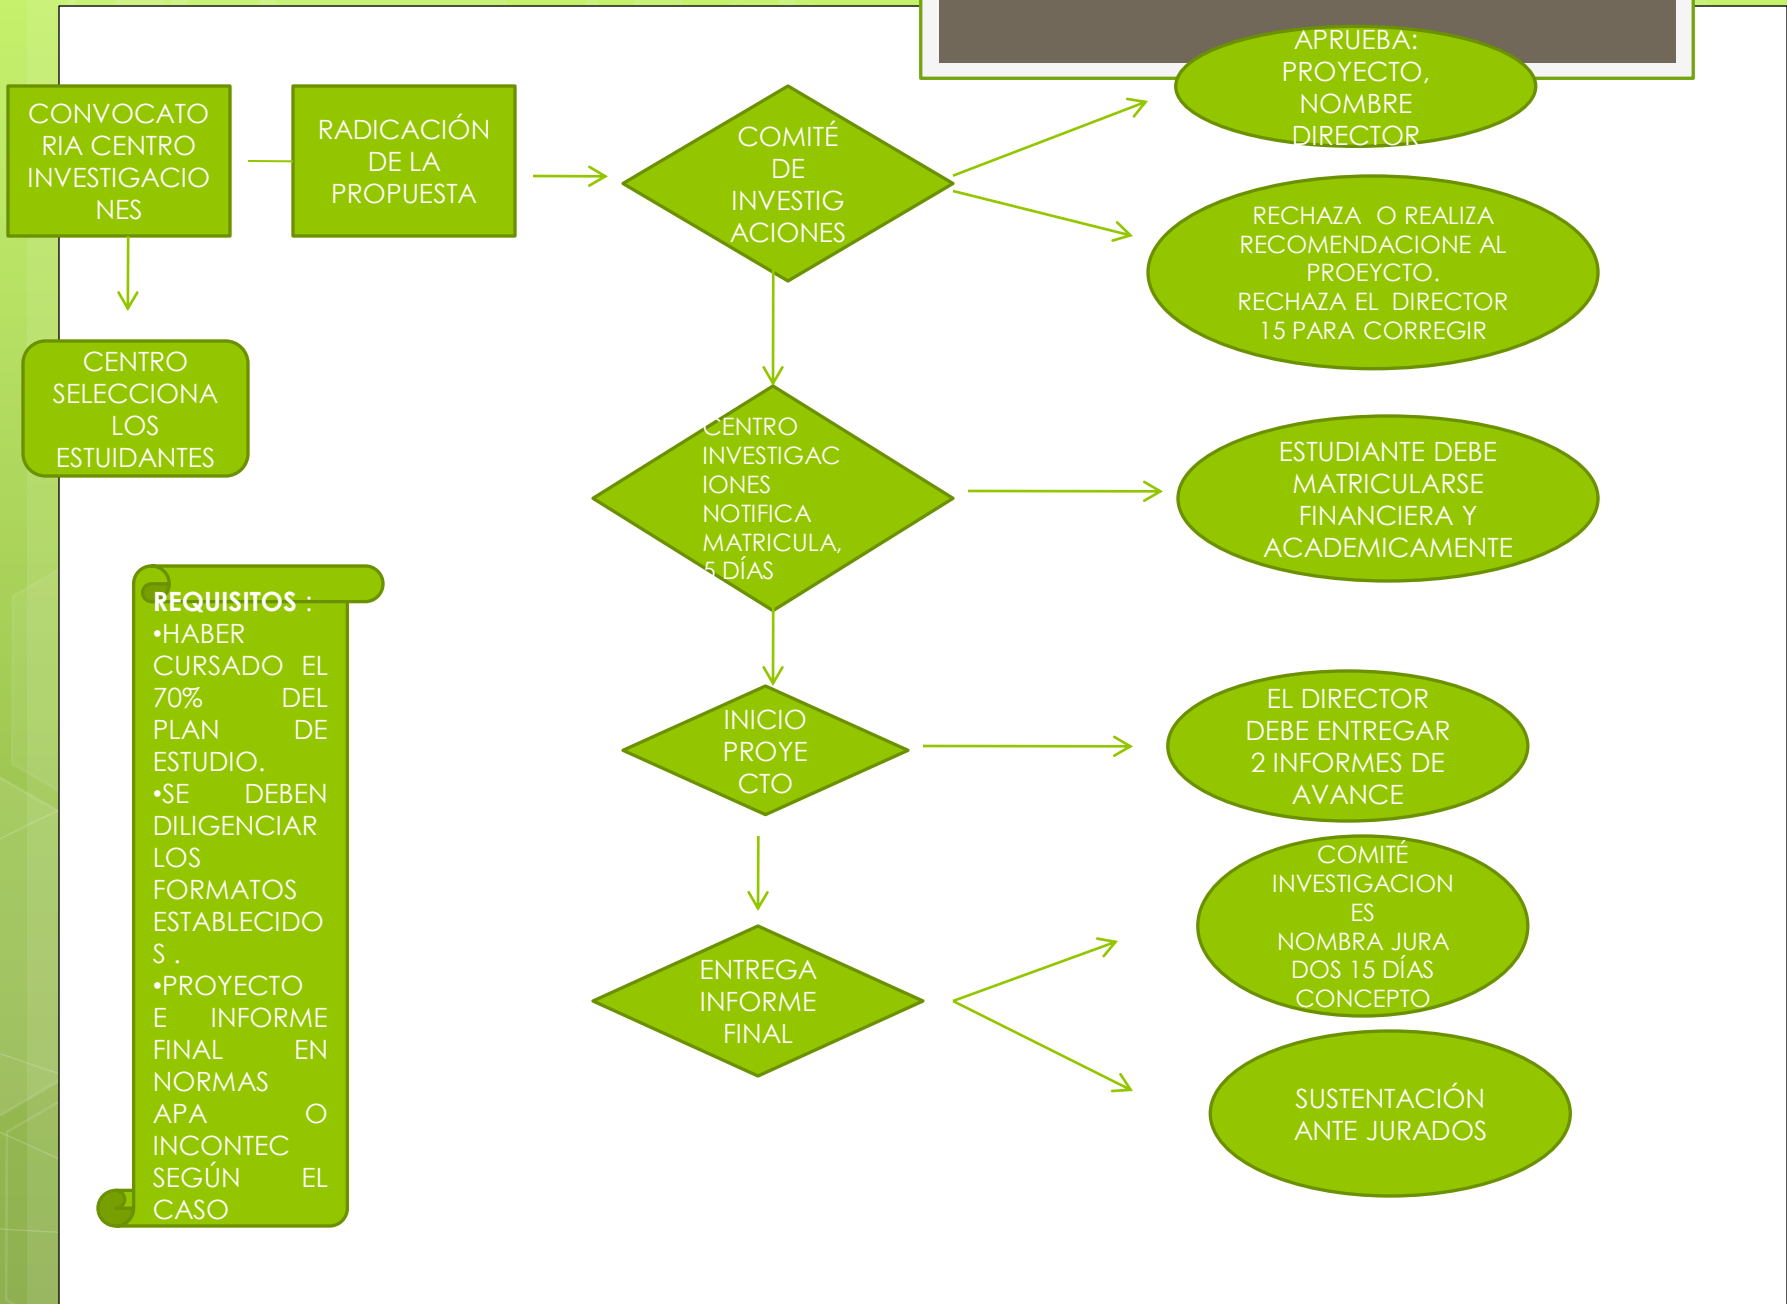 CONVOCATO
RIA CENTRO
INVESTIGACIO
NES
RADICACIÓN
DE LA
PROPUESTA
COMITÉ
DE
INVESTIG
ACIONES
APRUEBA:
PROYECTO,
NOMBRE
DIRECTOR
RECHAZA O REALIZA
RECOMENDACIONE AL
PROEYCTO.
RECHAZA EL DIRECTOR
15 PARA CORREGIR
CENTRO
SELECCIONA
LOS
ESTUIDANTES
CENTRO
INVESTIGAC
IONES
NOTIFICA
MATRICULA,
5 DÍAS
ESTUDIANTE DEBE
MATRICULARSE
FINANCIERA Y
ACADEMICAMENTE
REQUISITOS :
•HABER
CURSADO EL
70% DEL
PLAN DE
ESTUDIO.
•SE DEBEN
DILIGENCIAR
LOS
FORMATOS
ESTABLECIDO
S .
•PROYECTO
E INFORME
FINAL EN
NORMAS
APA O
INCONTEC
SEGÚN EL
CASO
INICIO
PROYE
CTO
EL DIRECTOR
DEBE ENTREGAR
2 INFORMES DE
AVANCE
ENTREGA
INFORME
FINAL
COMITÉ
INVESTIGACION
ES
NOMBRA JURA
DOS 15 DÍAS
CONCEPTO
SUSTENTACIÓN
ANTE JURADOS